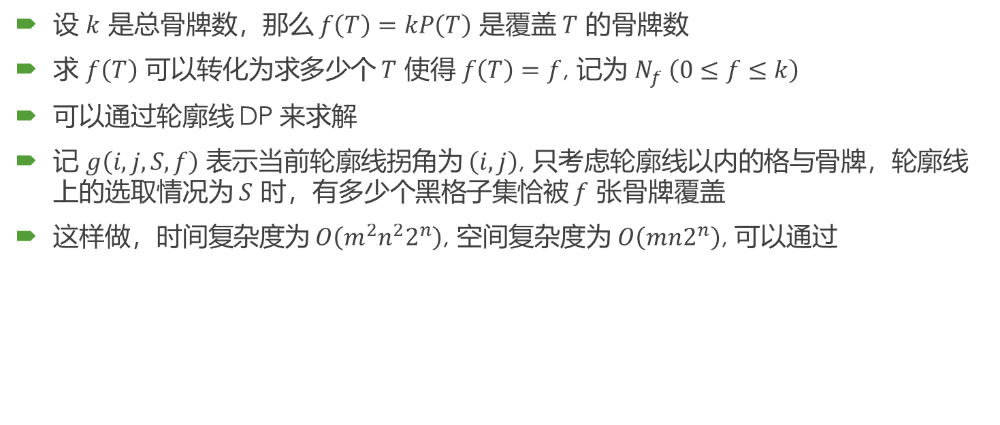 设 k 是总骨牌数，那么 f(T) = kP(T) 是覆盖 T 的骨牌数
求 f(T) 可以转化为求多少个 T 使得 f(T) = f, 记为 N_f (0 ≤ f ≤ k)
可以通过轮廓线 DP 来求解
记 g(i, j, S, f) 表示当前轮廓线拐角为 (i, j), 只考虑轮廓线以内的格与骨牌，轮廓线
上的选取情况为 S 时，有多少个黑格子集恰被 f 张骨牌覆盖
这样做，时间复杂度为 O(m²n²2ⁿ), 空间复杂度为 O(mn2ⁿ), 可以通过